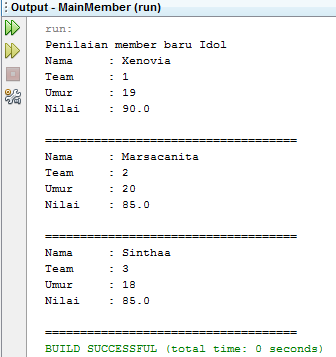 Output - MainMember (run)
run:
Penilaian member baru Idol
Nama     : Xenovia
Team     : 1
Umur     : 19
Nilai    : 90.0
====================================
Nama     : Marsacanita
Team     : 2
Umur     : 20
Nilai    : 85.0
====================================
Nama     : Sinthaa
Team     : 3
Umur     : 18
Nilai    : 85.0
====================================
BUILD SUCCESSFUL (total time: 0 seconds)